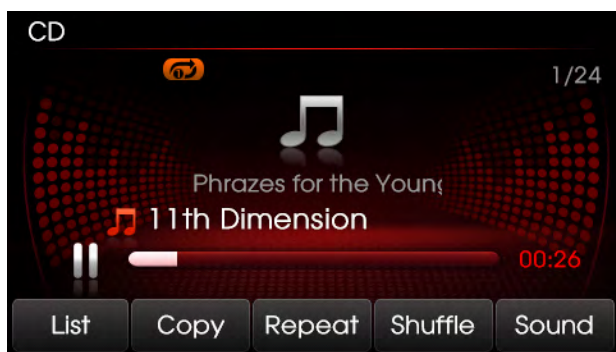 CD
1/24
Phrazes for the Young
11th Dimension
00:26
List
Copy
Repeat
Shuffle
Sound